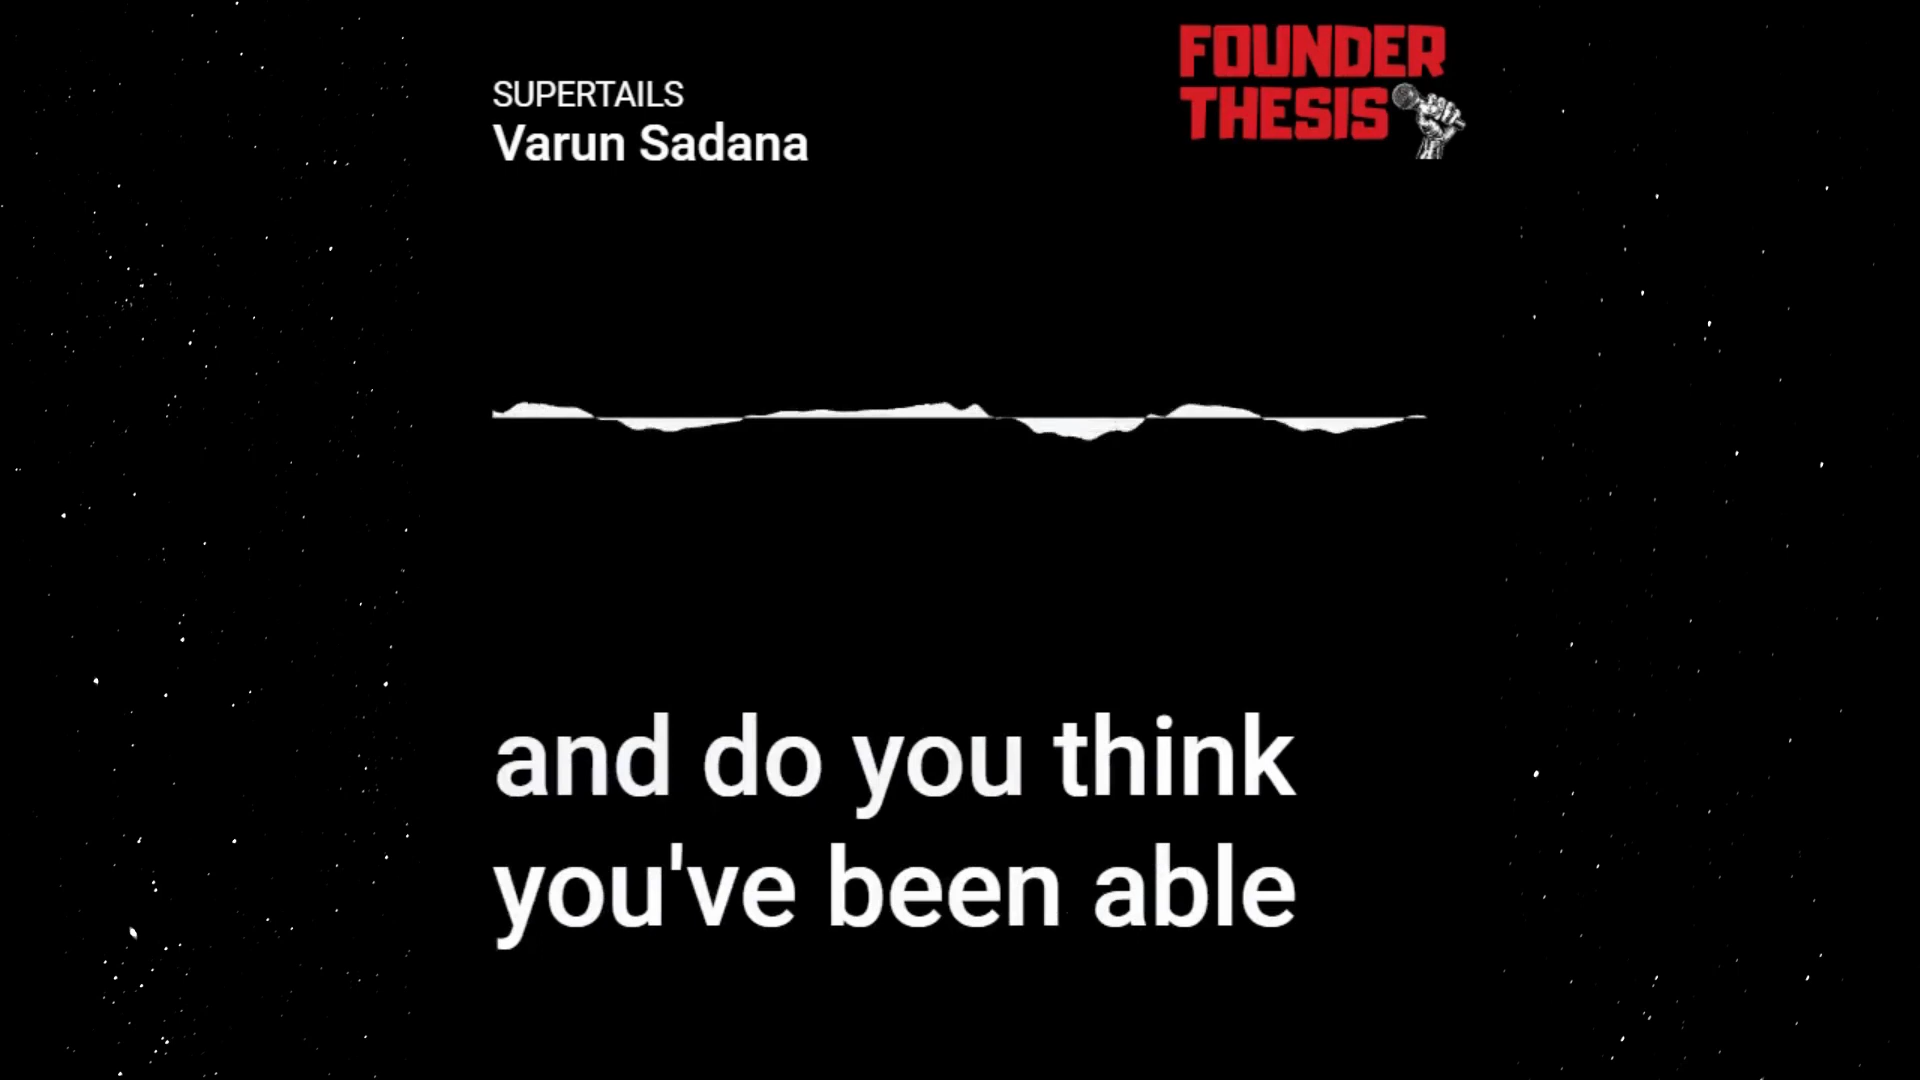 SUPERTAILS
Varun Sadana
FOUNDER
THESIS
and do you think
you've been able